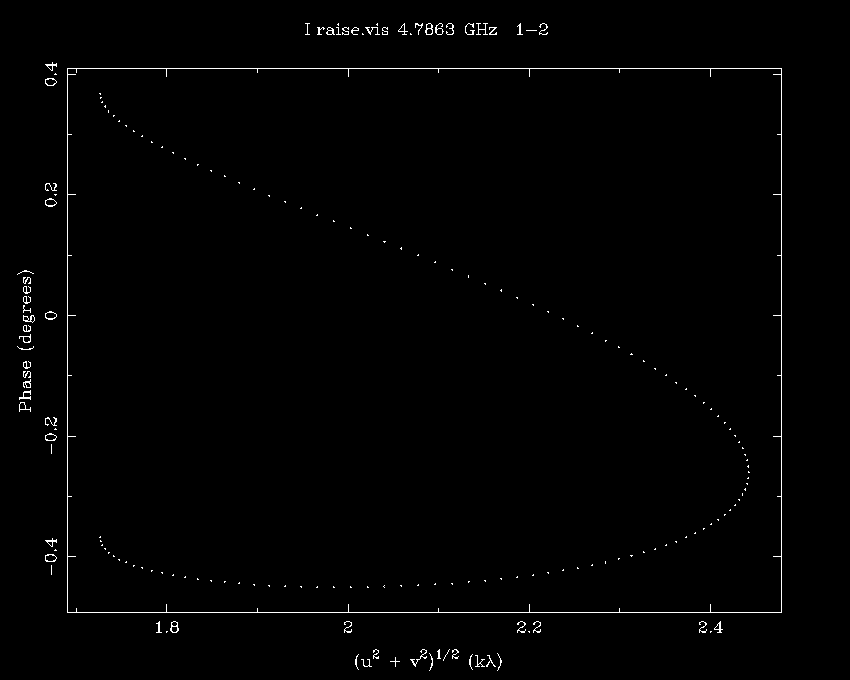 I raise.vis 4.7863 GHz 1−2
0.4
0.2
0
−0.2
−0.4
Phase (degrees)
1.8 2 2.2 2.4
(u² + v²)^1/2 (kλ)